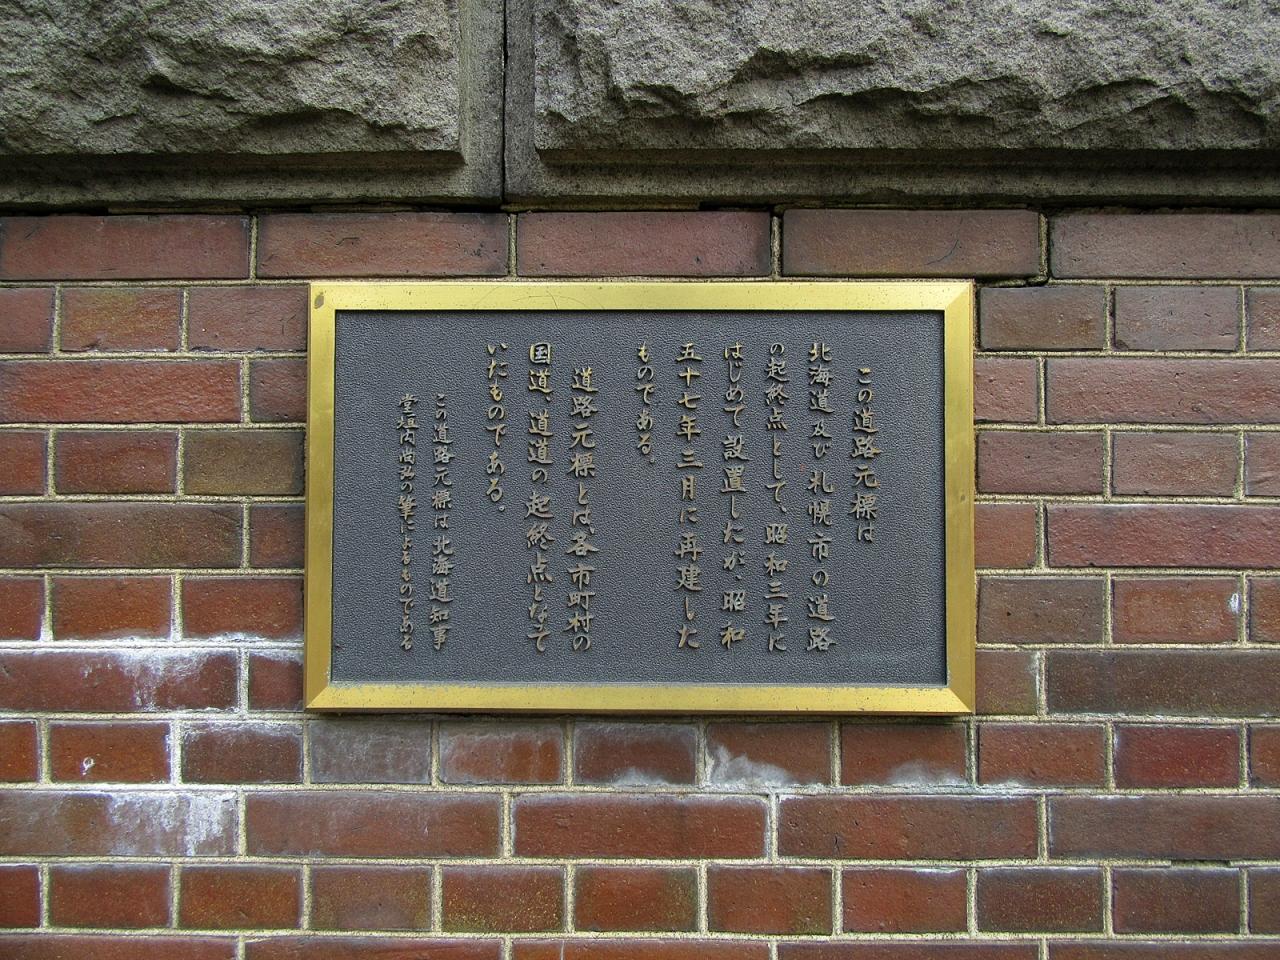 この道路元標は
北海道及び札幌市の道路
の起終点として、昭和三年に
はじめて設置したが、昭和
五十七年三月に再建した
ものである。
道路元標とは、各市町村の
国道、道道の起終点となって
いたものである。
この道路元標は北海道知事
堂垣内尚弘の筆によるものである